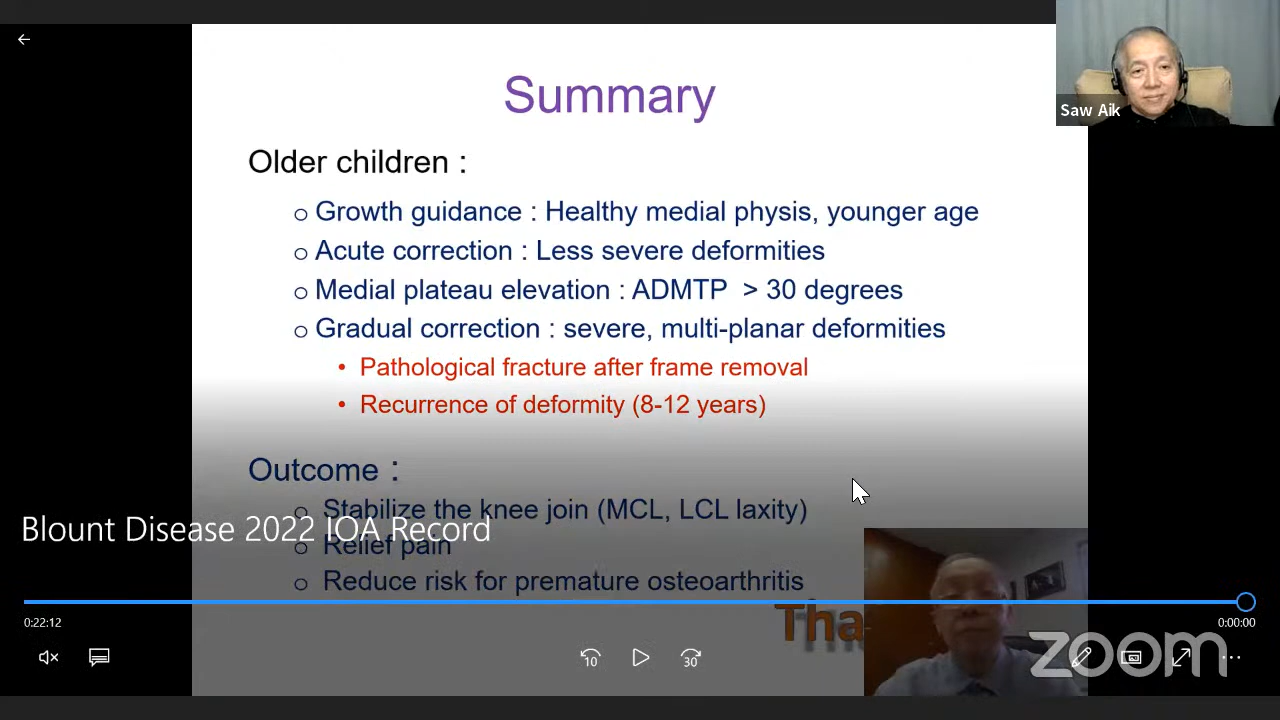 Summary
Saw Aik
Older children :
o Growth guidance : Healthy medial physis, younger age
o Acute correction : Less severe deformities
o Medial plateau elevation : ADMTP > 30 degrees
o Gradual correction : severe, multi-planar deformities
• Pathological fracture after frame removal
• Recurrence of deformity (8-12 years)
Outcome :
o Stabilize the knee join (MCL, LCL laxity)
Blount Disease 2022 IOA Record
o Relief pain
o Reduce risk for premature osteoarthritis
Tha
0:22:12
0:00:00
10
30
zoom